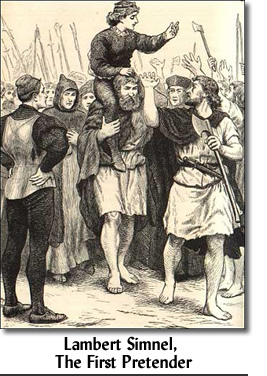 Lambert Simnel,
The First Pretender